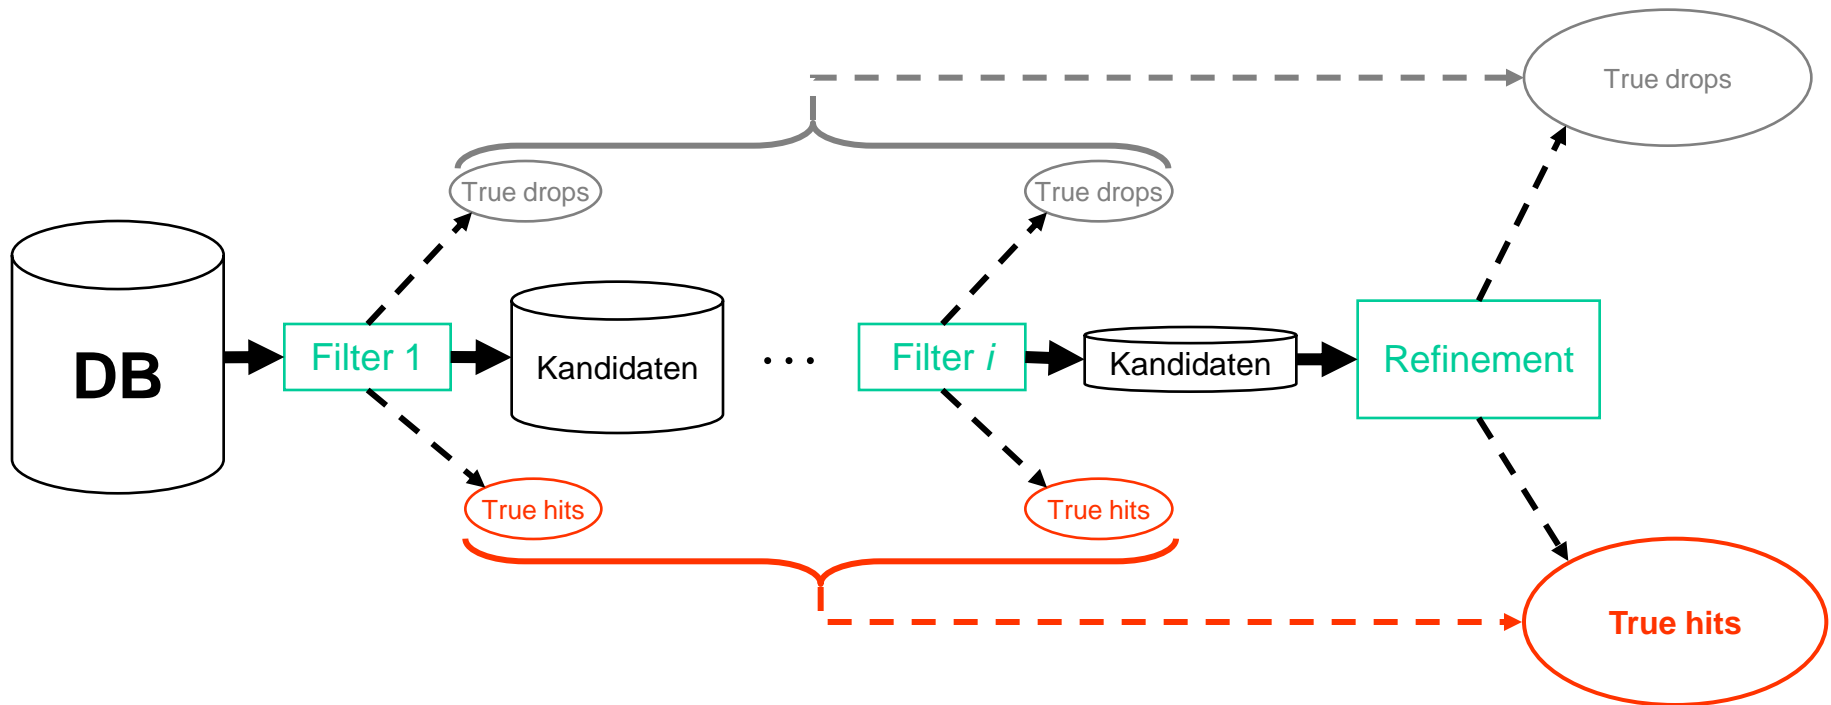 True drops
True drops
True drops
DB
Filter 1
Kandidaten
. . .
Filter i
Kandidaten
Refinement
True hits
True hits
True hits